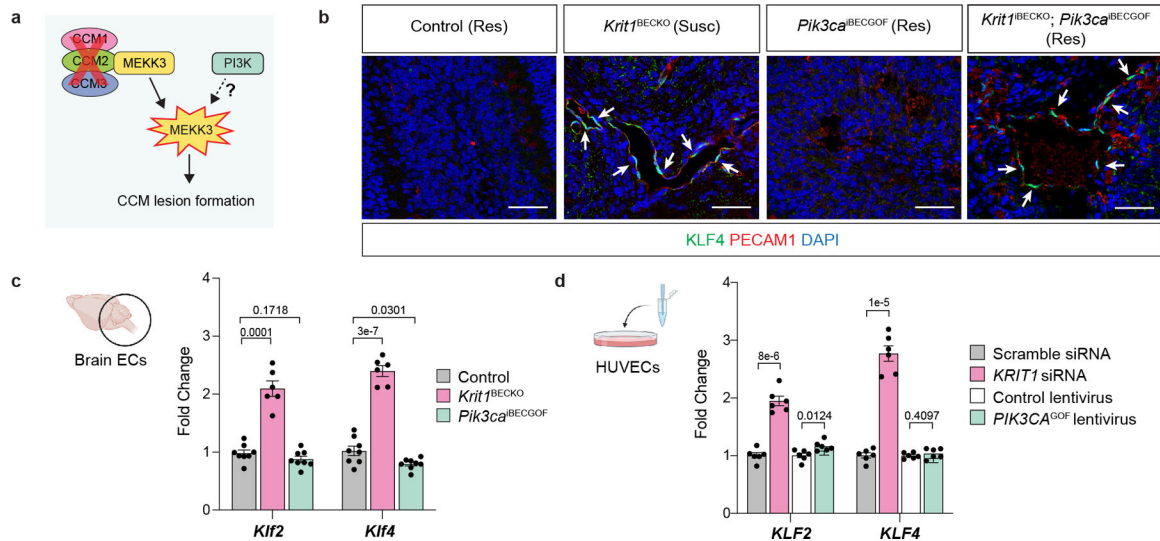 a
CCM1
CCM2
CCM3
MEKK3
PI3K
?
MEKK3
CCM lesion formation
b
Control (Res)
Krit1BECKO (Susc)
Pik3caiBECGOF (Res)
Krit1iBECKO; Pik3caiBECGOF
(Res)
KLF4 PECAM1 DAPI
c
Brain ECs
Fold Change
4
3
2
1
0
0.1718
0.0001
0.0301
3e-7
Klf2
Klf4
Control
Krit1BECKO
Pik3caiBECGOF
d
HUVECs
Fold Change
4
3
2
1
0
8e-6
0.0124
1e-5
0.4097
KLF2
KLF4
Scramble siRNA
KRIT1 siRNA
Control lentivirus
PIK3CAGOF lentivirus